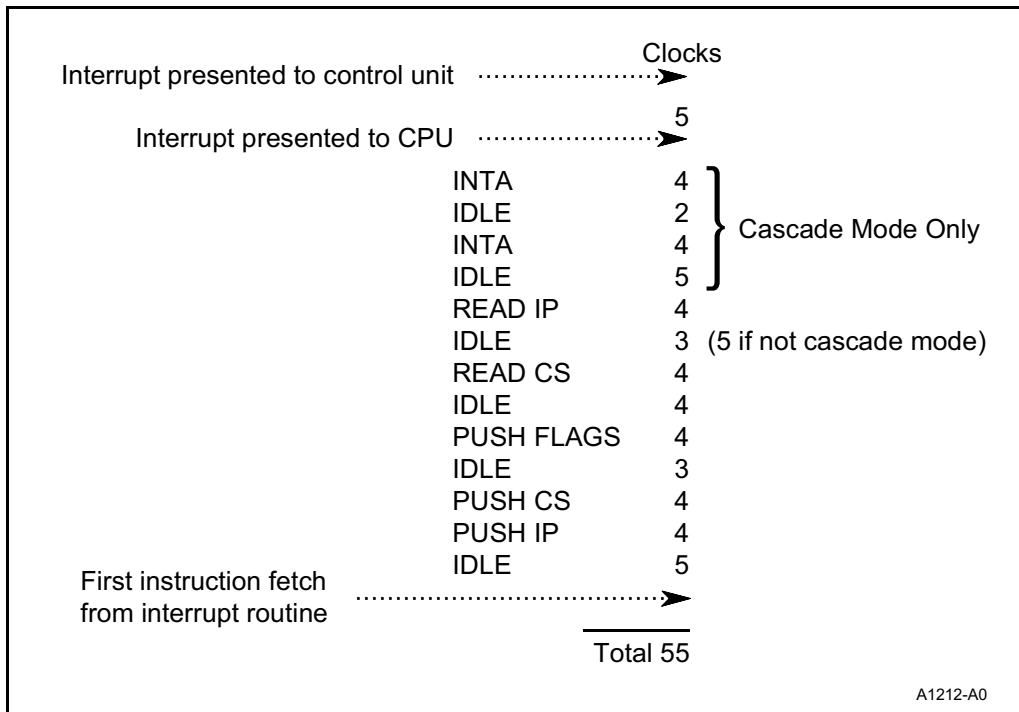 Clocks
Interrupt presented to control unit
5
Interrupt presented to CPU
INTA 4
IDLE 2
INTA 4
IDLE 5
Cascade Mode Only
READ IP 4
IDLE 3 (5 if not cascade mode)
READ CS 4
IDLE 4
PUSH FLAGS 4
IDLE 3
PUSH CS 4
PUSH IP 4
IDLE 5
First instruction fetch
from interrupt routine
Total 55
A1212-A0